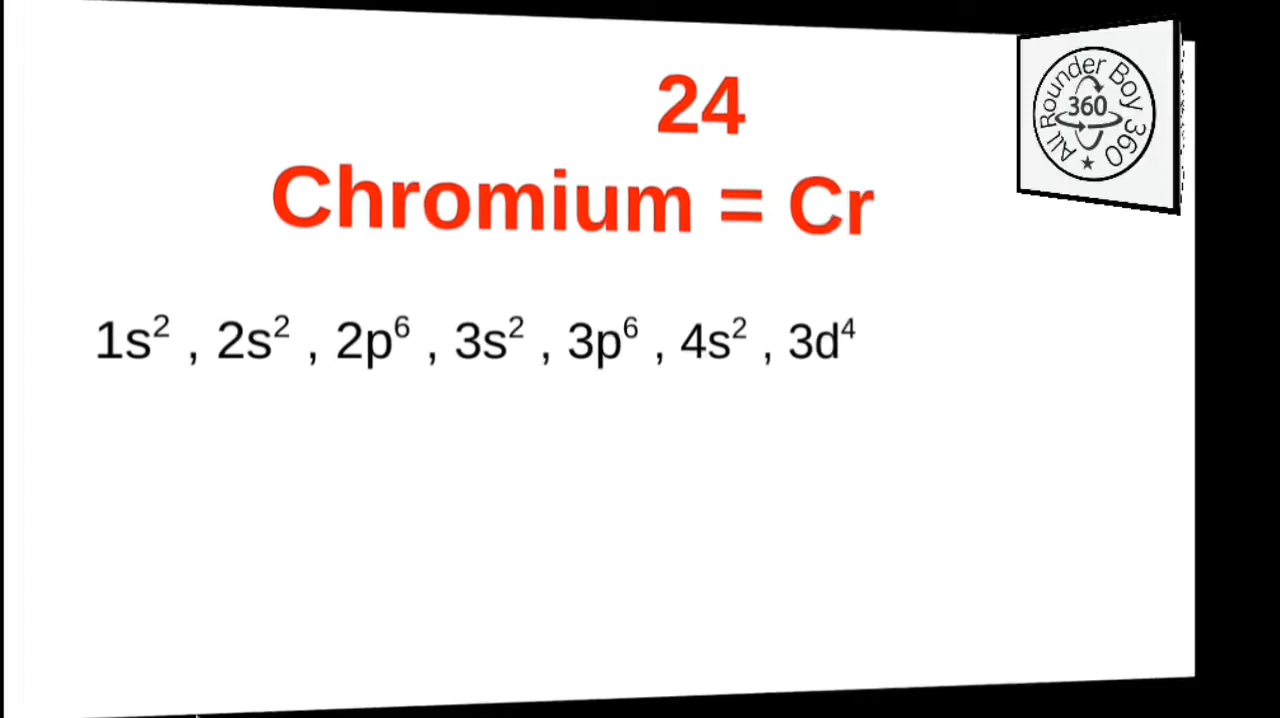 24
Chromium = Cr
1s² , 2s² , 2p⁶ , 3s² , 3p⁶ , 4s² , 3d⁴
All Rounder Boy 360
360